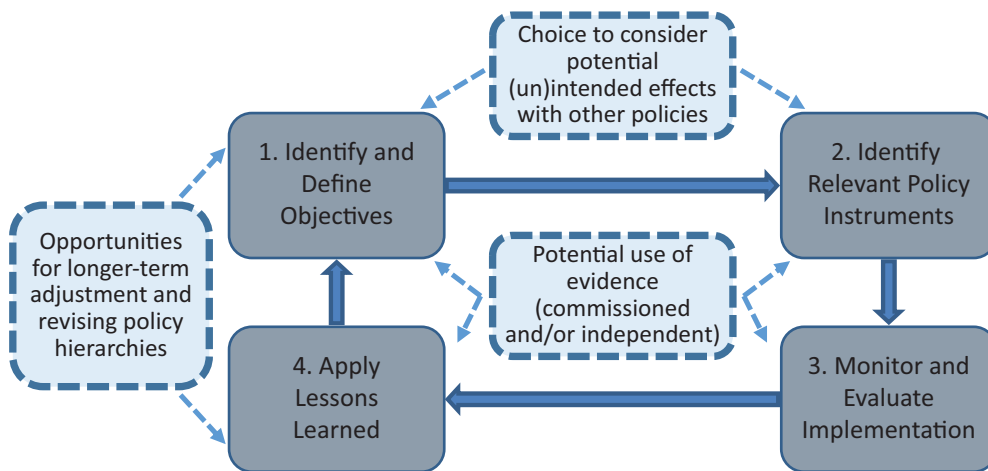 Choice to consider
potential
(un)intended effects
with other policies
1. Identify and
Define
Objectives
2. Identify
Relevant Policy
Instruments
Opportunities
for longer-term
adjustment and
revising policy
hierarchies
Potential use of
evidence
(commissioned
and/or independent)
4. Apply
Lessons
Learned
3. Monitor and
Evaluate
Implementation